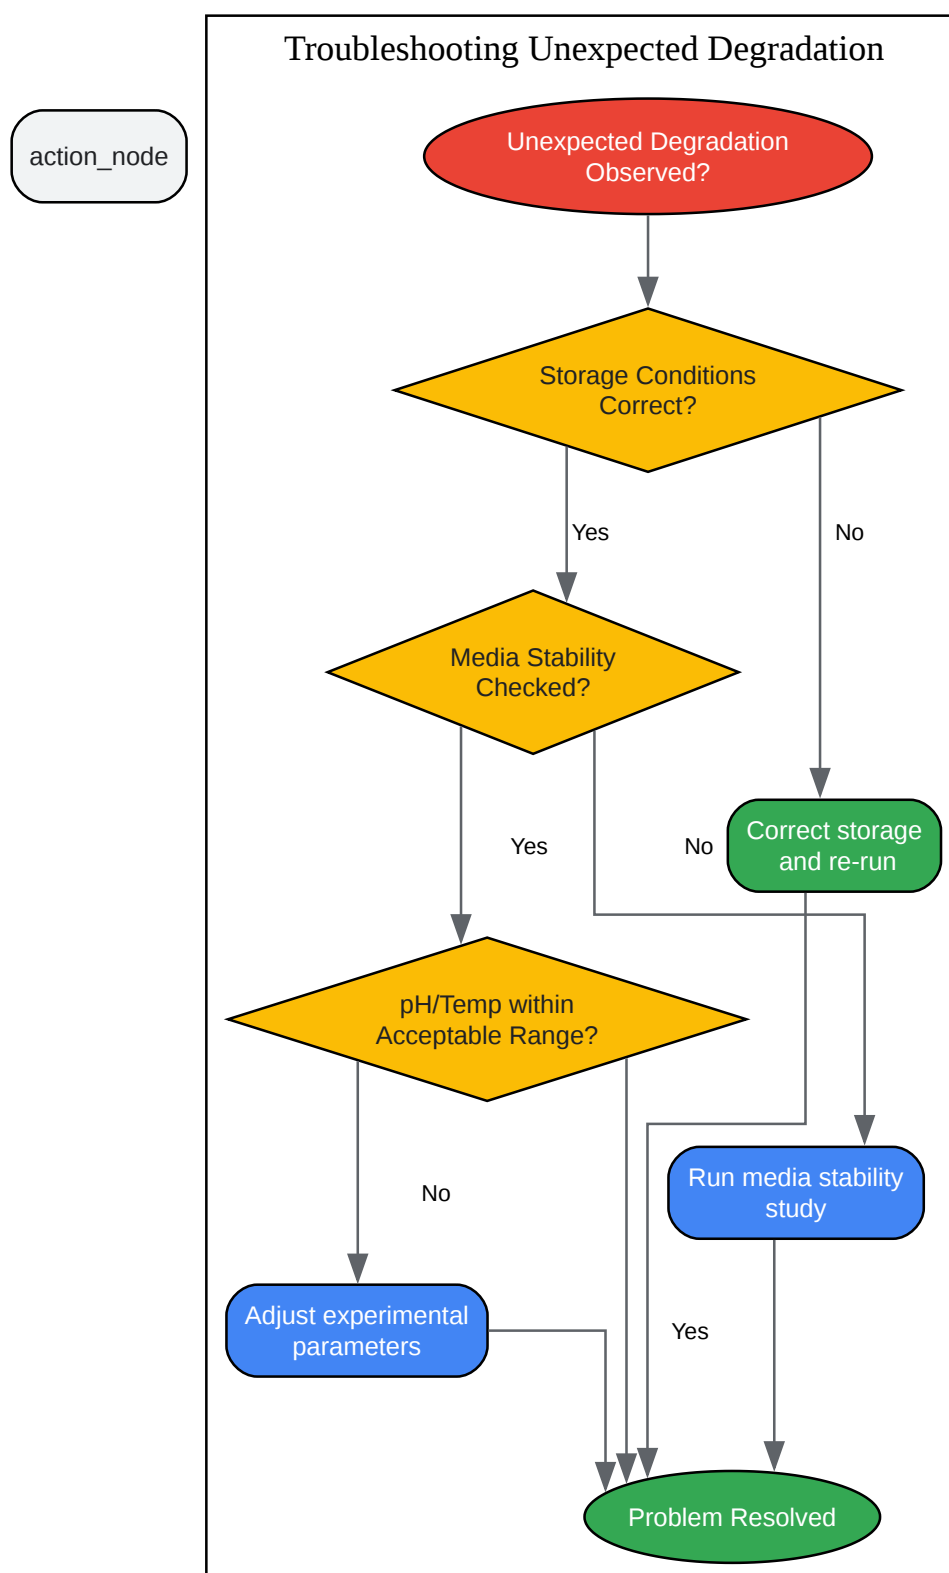 Troubleshooting Unexpected Degradation
action_node
Unexpected Degradation
Observed?
Storage Conditions
Correct?
Yes
No
Media Stability
Checked?
Yes
No
Correct storage
and re-run
pH/Temp within
Acceptable Range?
No
Run media stability
study
Adjust experimental
parameters
Yes
Problem Resolved